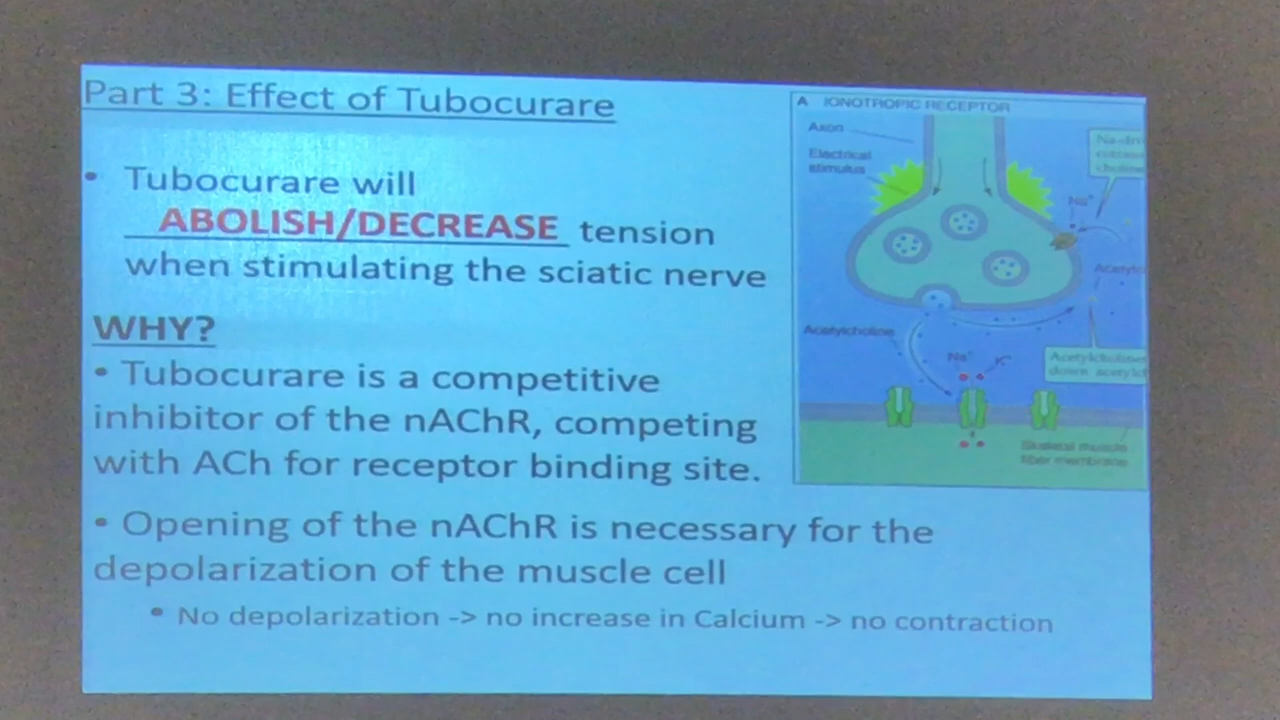 Part 3: Effect of Tubocurare
• Tubocurare will
ABOLISH/DECREASE tension
when stimulating the sciatic nerve
WHY?
• Tubocurare is a competitive
inhibitor of the nAChR, competing
with ACh for receptor binding site.
• Opening of the nAChR is necessary for the
depolarization of the muscle cell
• No depolarization -> no increase in Calcium -> no contraction
A IONOTROPIC RECEPTOR
Axon
Electrical
stimulus
Na⁺
Acetylcholine
Na⁺ K⁺
Skeletal muscle
fiber membrane